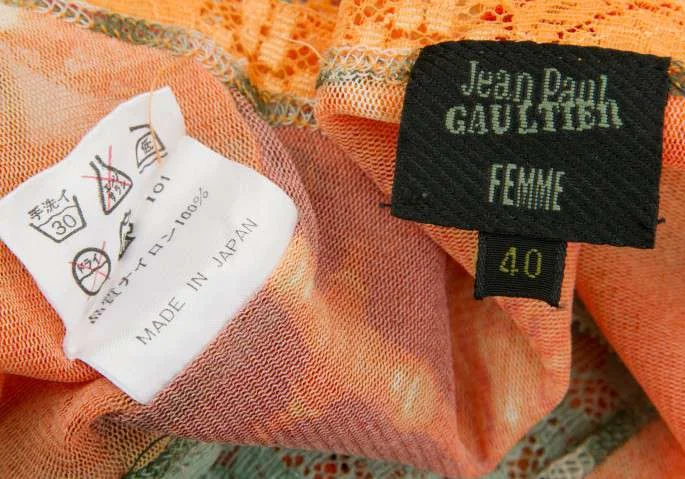 手洗イ
30
101
ナイロン100%
MADE IN JAPAN
Jean Paul
GAULTIER
FEMME
40